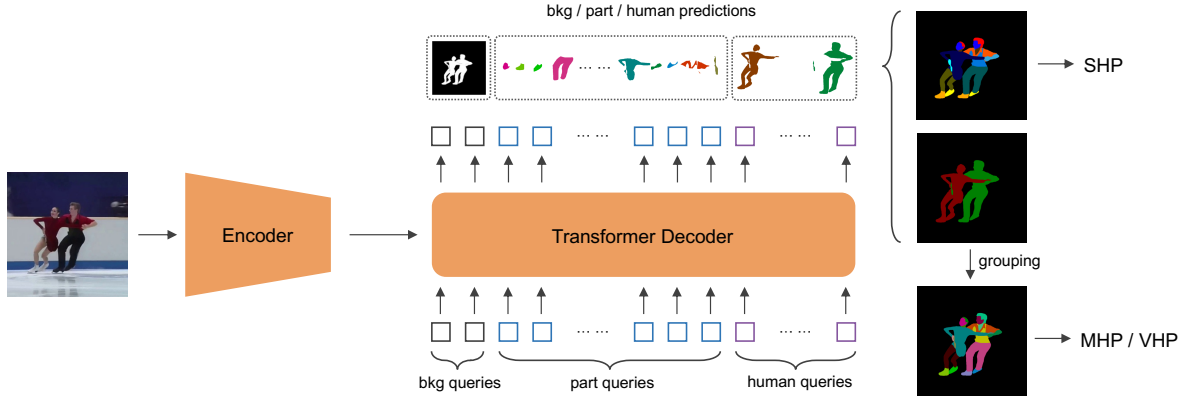 bkg / part / human predictions
... ...
SHP
... ...
... ...
Encoder
Transformer Decoder
grouping
... ...
... ...
bkg queries
part queries
human queries
MHP / VHP